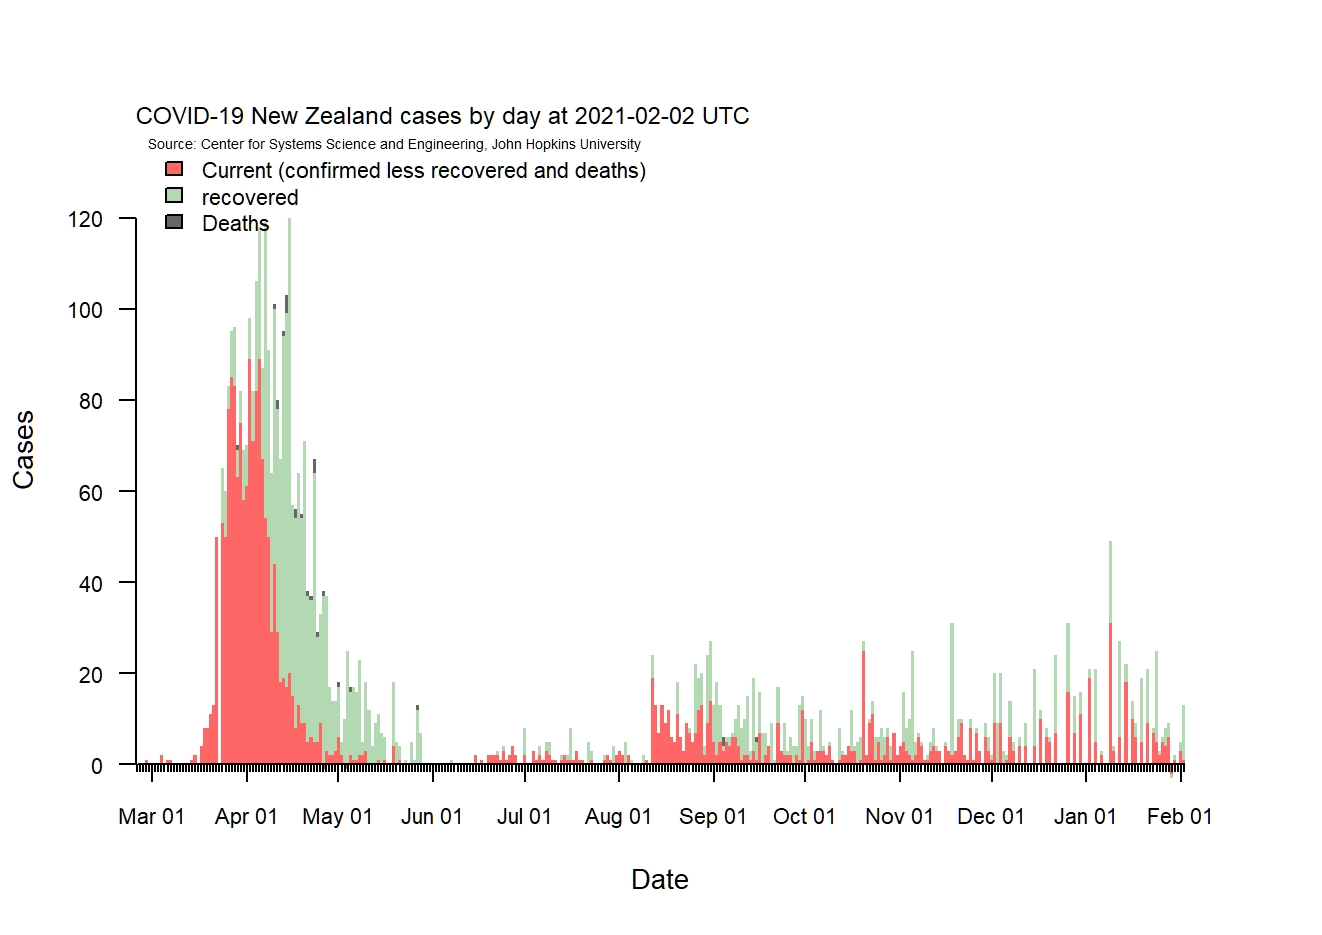 COVID-19 New Zealand cases by day at 2021-02-02 UTC
Source: Center for Systems Science and Engineering, John Hopkins University
Current (confirmed less recovered and deaths)
recovered
Deaths
120
100
80
60
40
20
0
Cases
Mar 01 Apr 01 May 01 Jun 01 Jul 01 Aug 01 Sep 01 Oct 01 Nov 01 Dec 01 Jan 01 Feb 01
Date